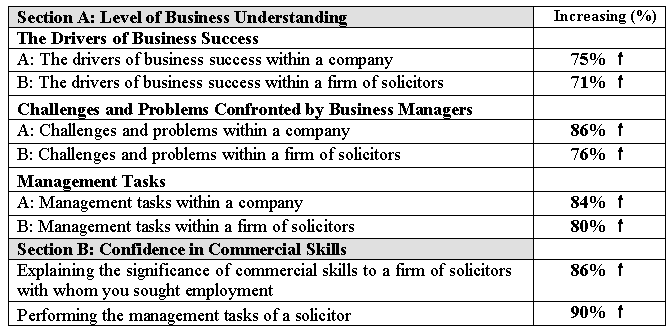 Section A: Level of Business Understanding Increasing (%)
The Drivers of Business Success
A: The drivers of business success within a company 75% ↑
B: The drivers of business success within a firm of solicitors 71% ↑
Challenges and Problems Confronted by Business Managers
A: Challenges and problems within a company 86% ↑
B: Challenges and problems within a firm of solicitors 76% ↑
Management Tasks
A: Management tasks within a company 84% ↑
B: Management tasks within a firm of solicitors 80% ↑
Section B: Confidence in Commercial Skills
Explaining the significance of commercial skills to a firm of solicitors 86% ↑
with whom you sought employment
Performing the management tasks of a solicitor 90% ↑